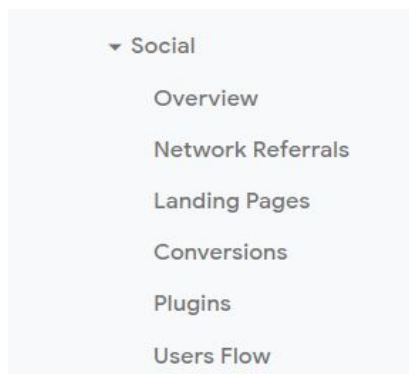 Social
Overview
Network Referrals
Landing Pages
Conversions
Plugins
Users Flow